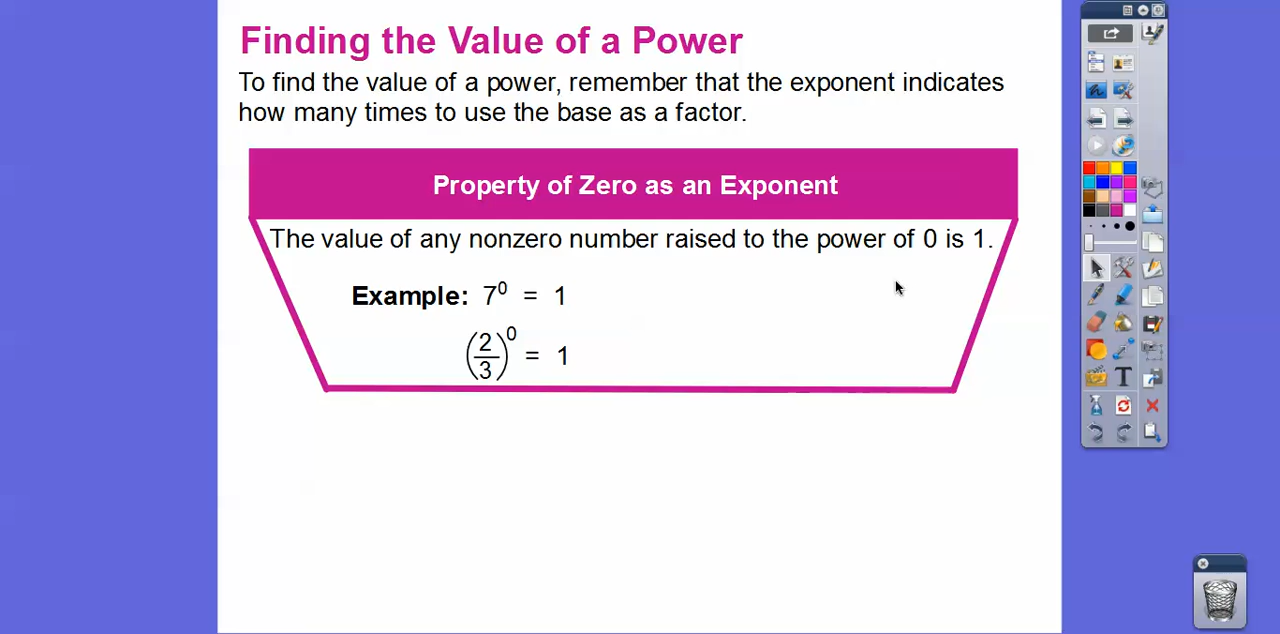 Finding the Value of a Power
To find the value of a power, remember that the exponent indicates
how many times to use the base as a factor.
Property of Zero as an Exponent
The value of any nonzero number raised to the power of 0 is 1.
Example: 7⁰ = 1
(2/3)⁰ = 1